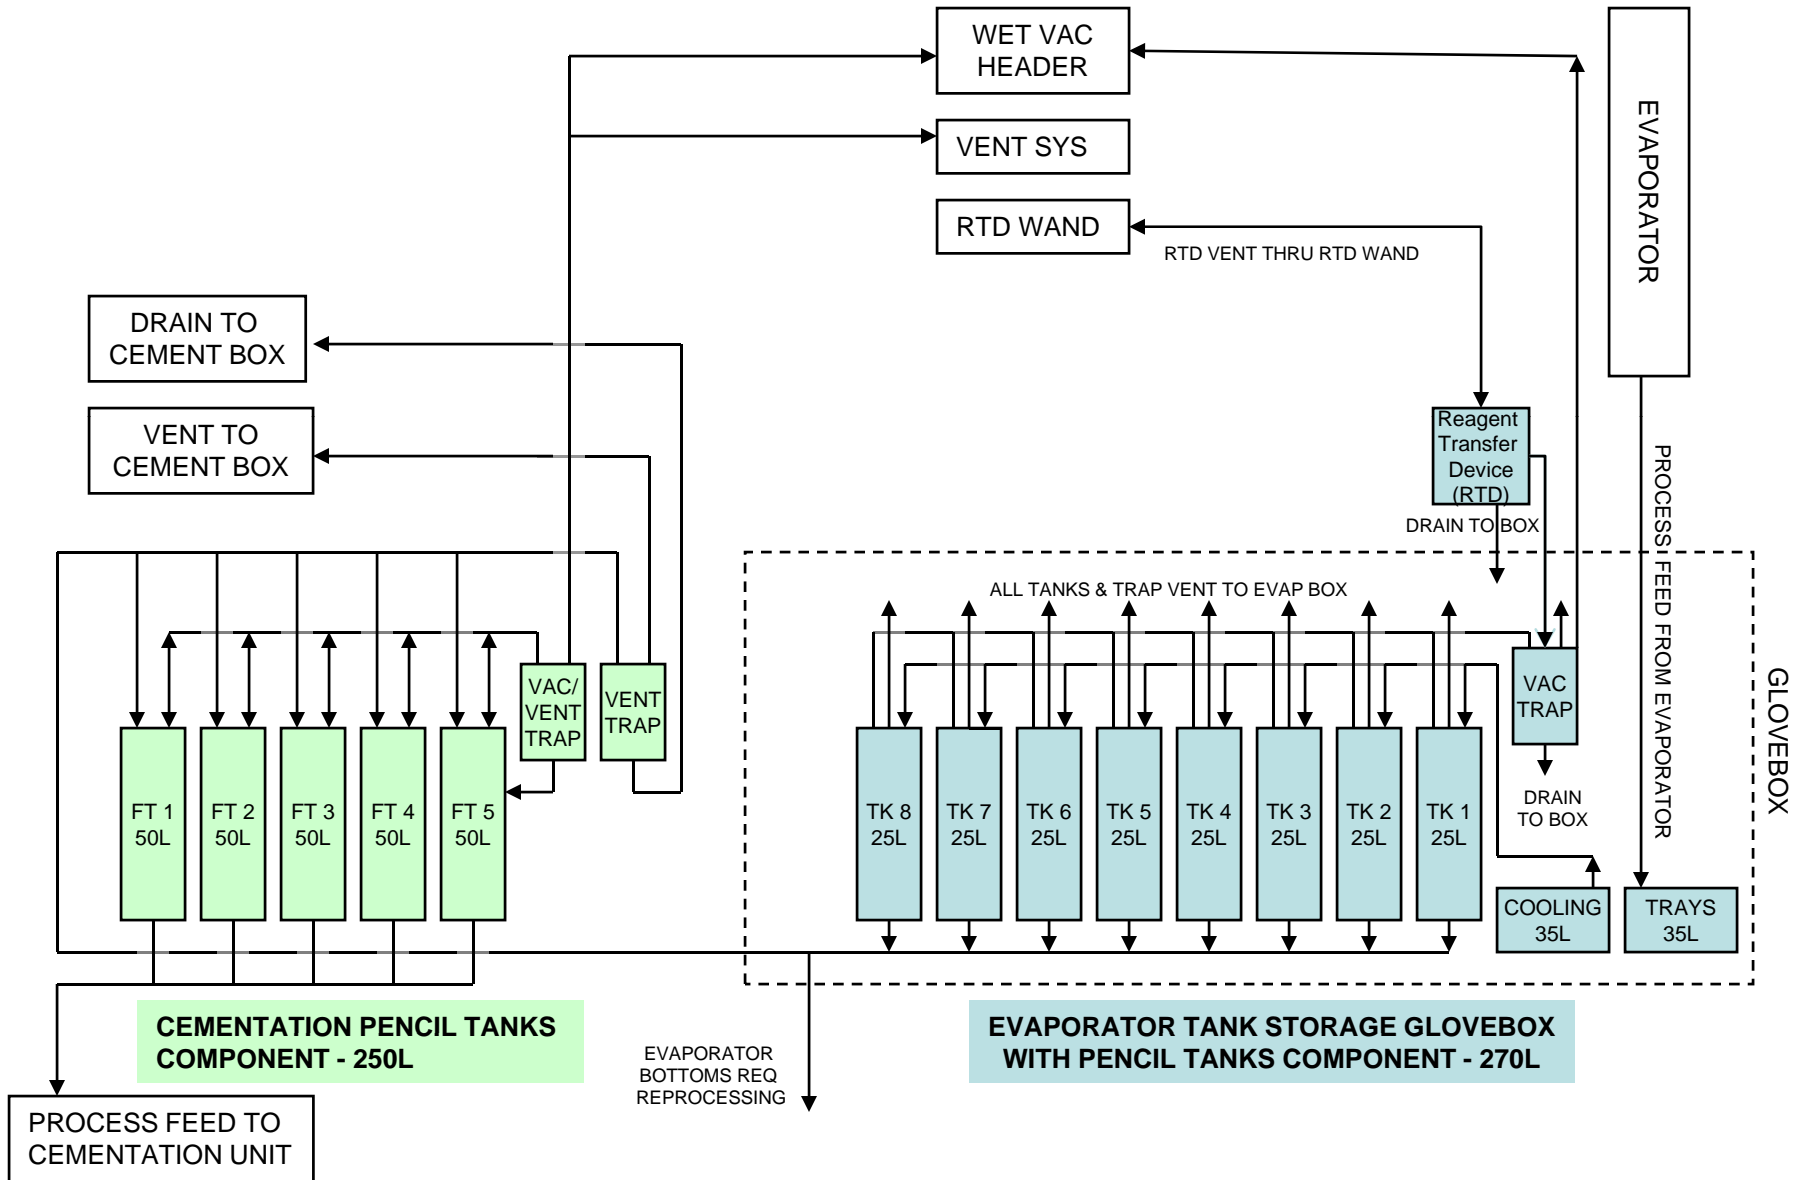 WET VAC
HEADER
VENT SYS
RTD WAND
RTD VENT THRU RTD WAND
EVAPORATOR
DRAIN TO
CEMENT BOX
VENT TO
CEMENT BOX
Reagent
Transfer
Device
(RTD)
DRAIN TO BOX
PROCESS FEED FROM EVAPORATOR
ALL TANKS & TRAP VENT TO EVAP BOX
GLOVEBOX
VAC/
VENT
TRAP
VENT
TRAP
VAC
TRAP
DRAIN
TO BOX
FT 1
50L
FT 2
50L
FT 3
50L
FT 4
50L
FT 5
50L
TK 8
25L
TK 7
25L
TK 6
25L
TK 5
25L
TK 4
25L
TK 3
25L
TK 2
25L
TK 1
25L
COOLING
35L
TRAYS
35L
CEMENTATION PENCIL TANKS
COMPONENT - 250L
EVAPORATOR
BOTTOMS REQ
REPROCESSING
EVAPORATOR TANK STORAGE GLOVEBOX
WITH PENCIL TANKS COMPONENT - 270L
PROCESS FEED TO
CEMENTATION UNIT